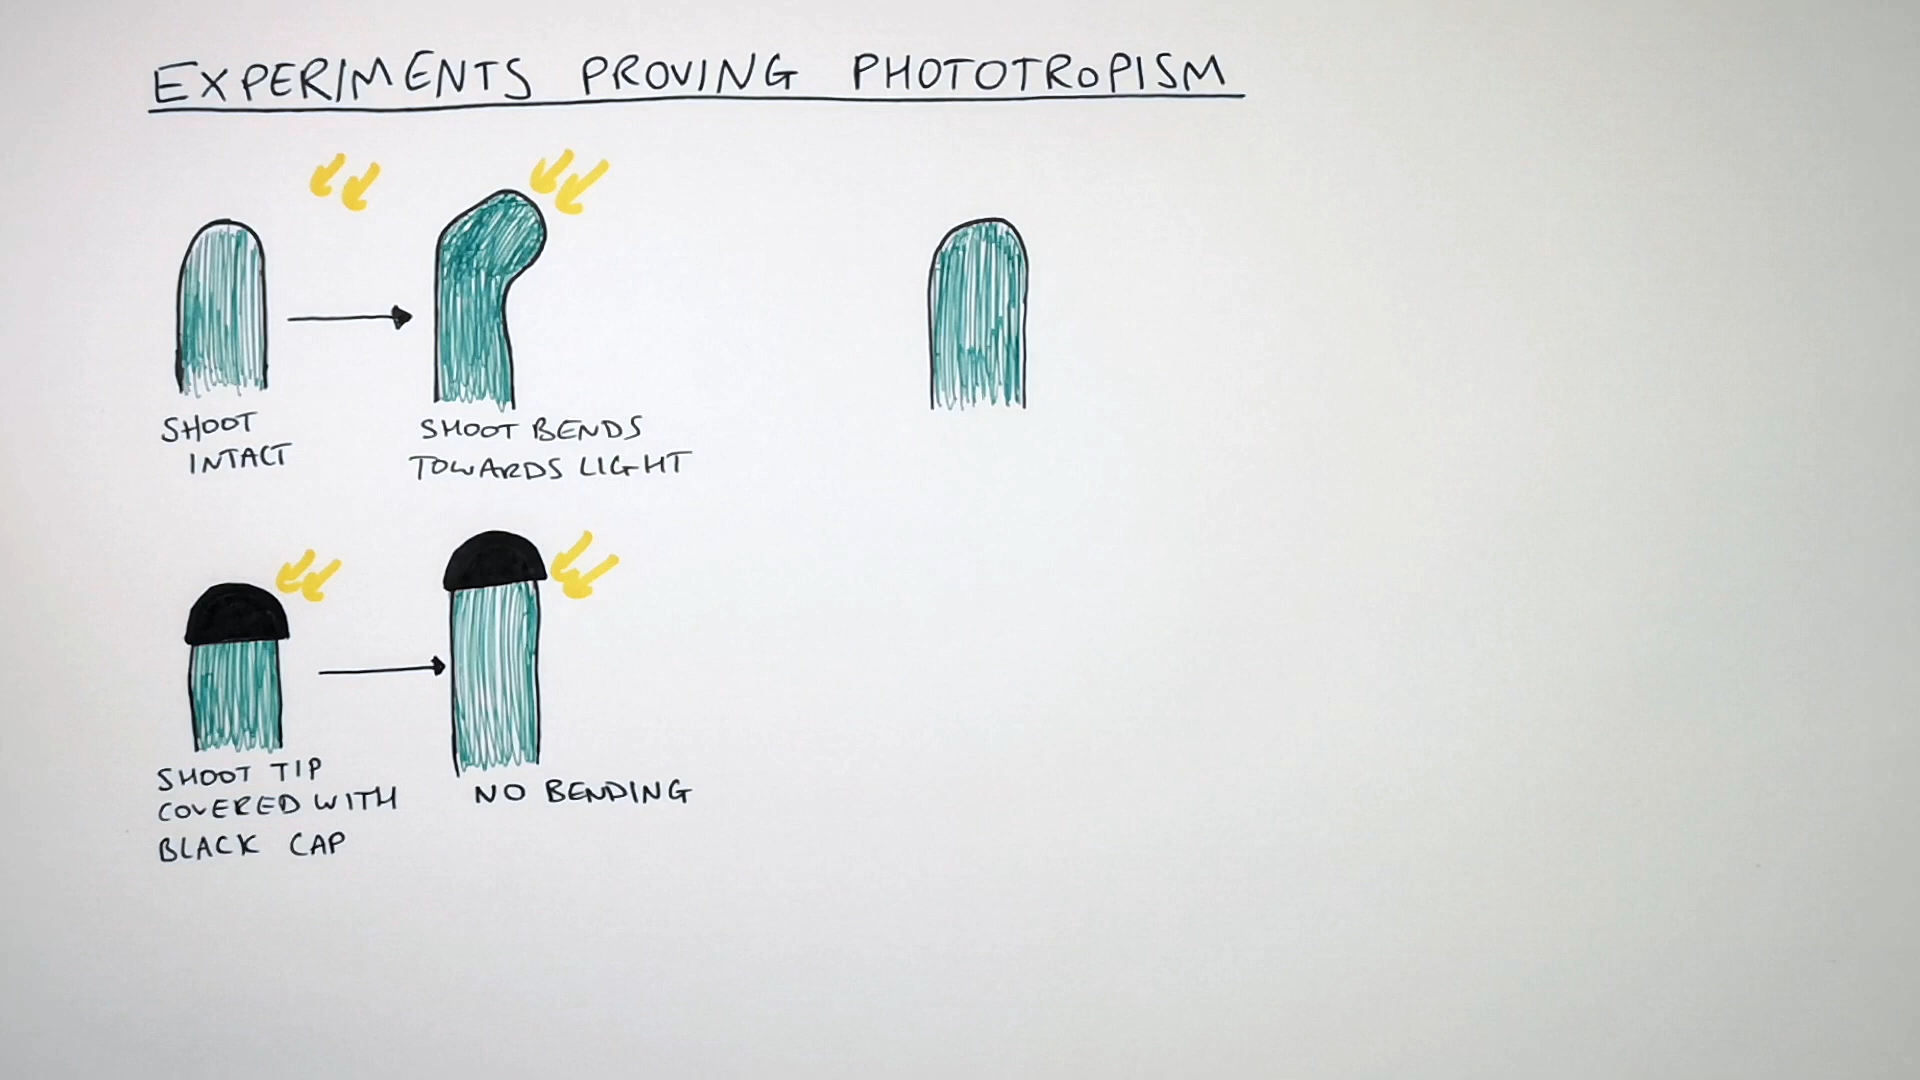 EXPERIMENTS PROVING PHOTOTROPISM
SHOOT
INTACT
SHOOT BENDS
TOWARDS LIGHT
SHOOT TIP
COVERED WITH
BLACK CAP
NO BENDING